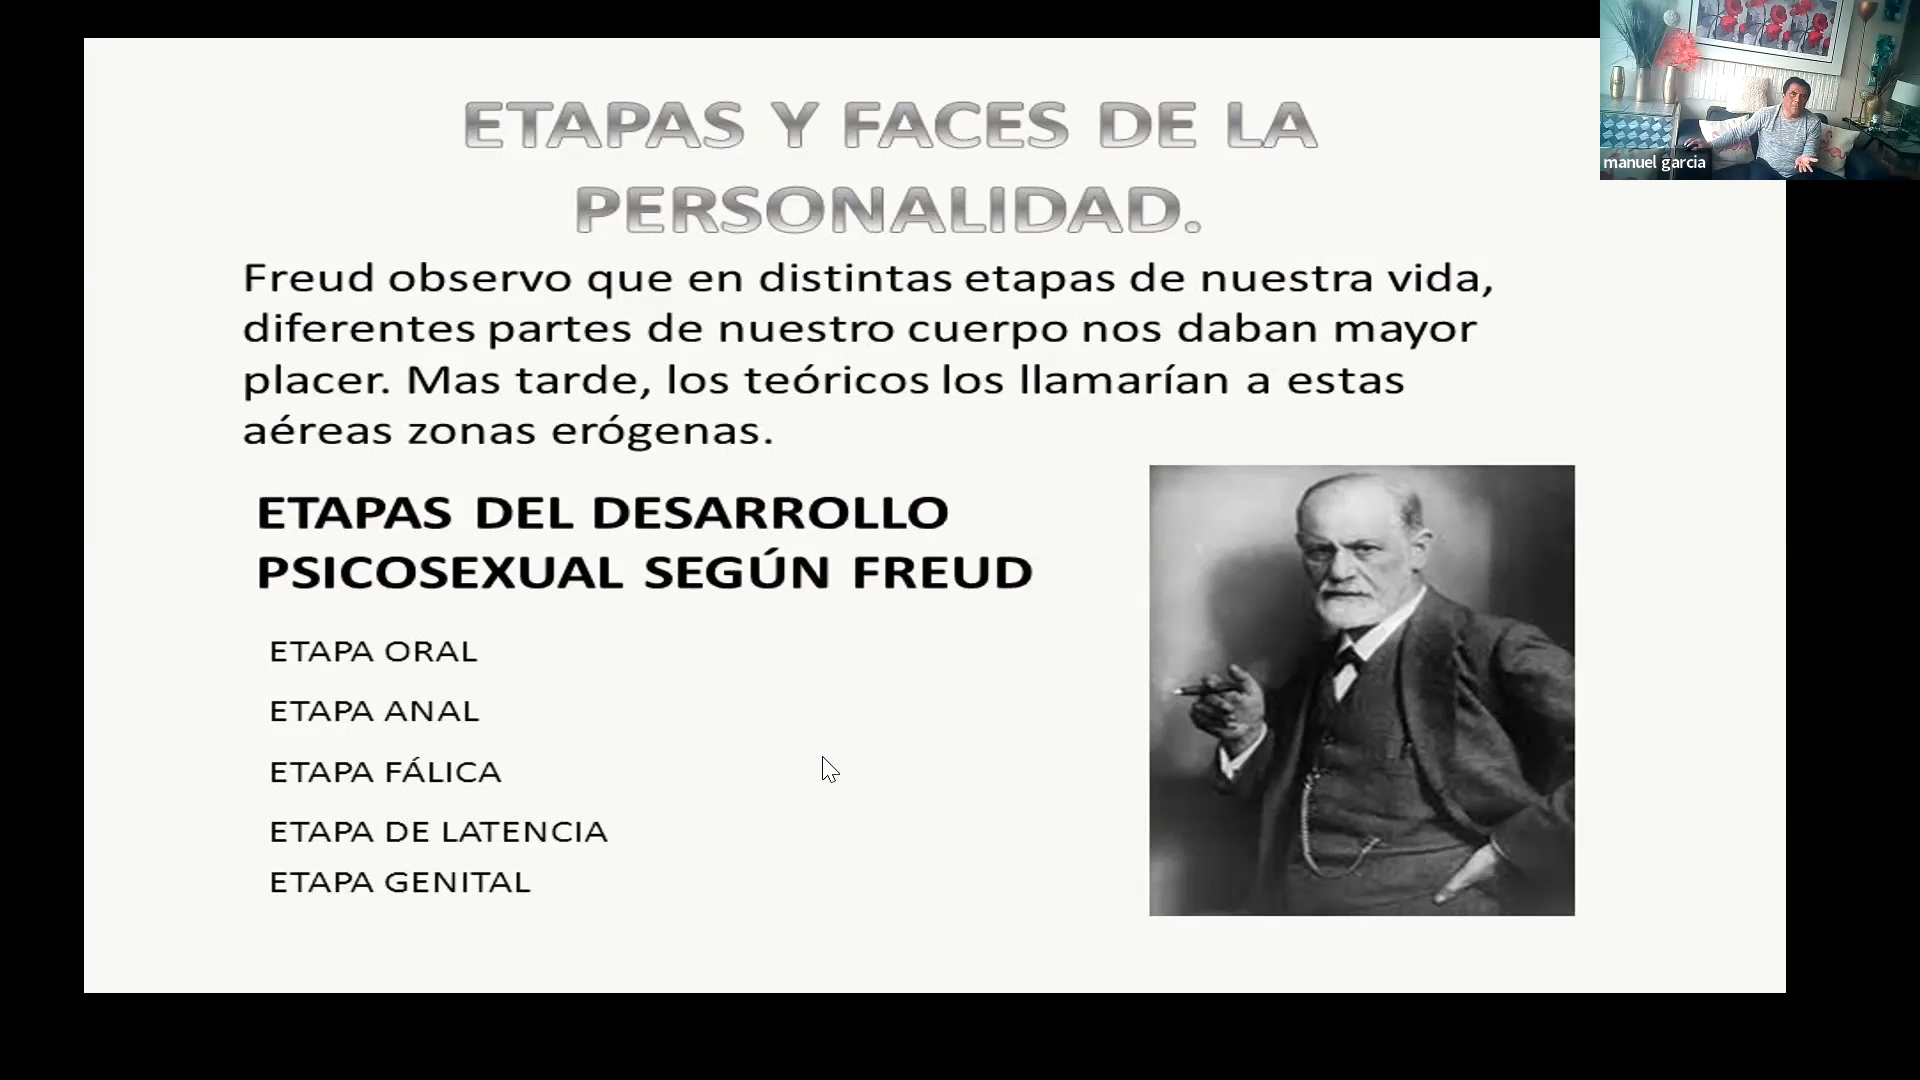 ETAPAS Y FACES DE LA
PERSONALIDAD.
manuel garcia
Freud observo que en distintas etapas de nuestra vida,
diferentes partes de nuestro cuerpo nos daban mayor
placer. Mas tarde, los teóricos los llamarían a estas
aéreas zonas erógenas.
ETAPAS DEL DESARROLLO
PSICOSEXUAL SEGÚN FREUD
ETAPA ORAL
ETAPA ANAL
ETAPA FÁLICA
ETAPA DE LATENCIA
ETAPA GENITAL